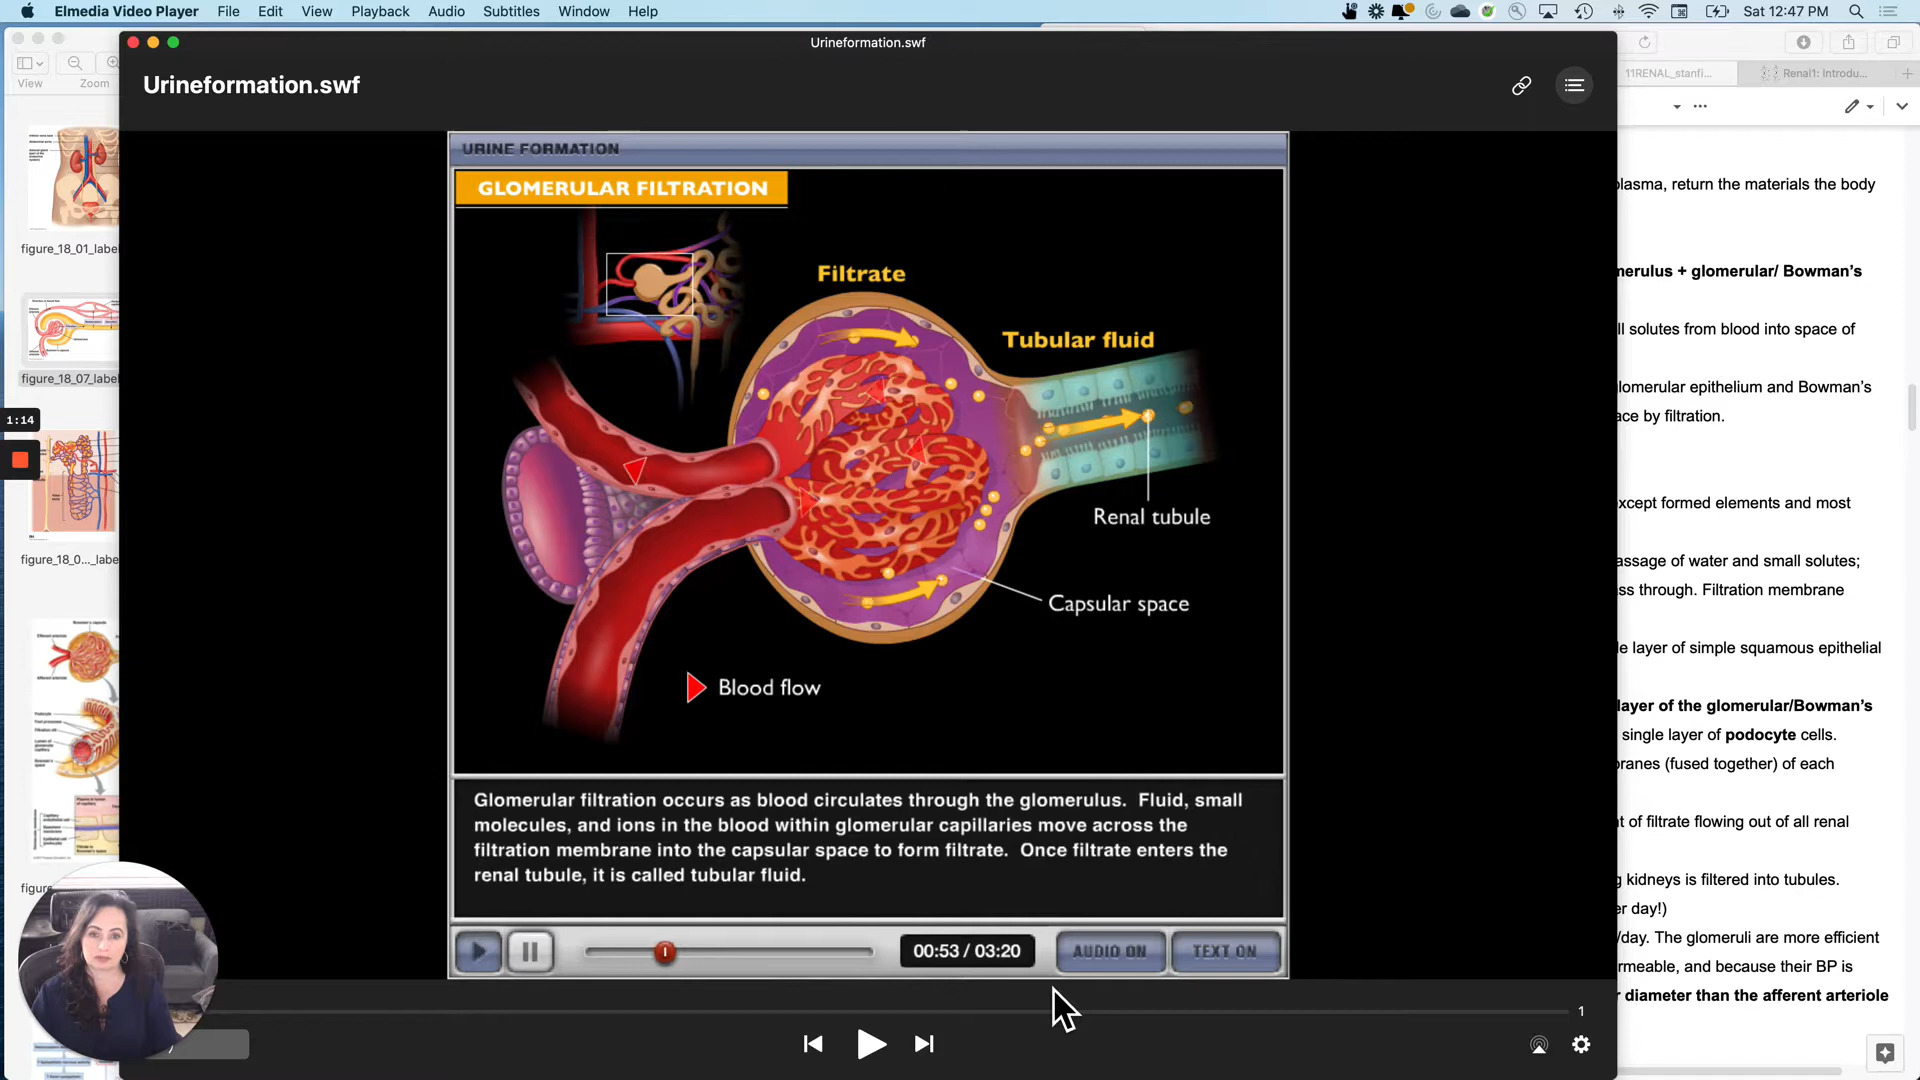 Elmedia Video Player File Edit View Playback Audio Subtitles Window Help Sat 12:47 PM
Urineformation.swf
View Zoom
Urineformation.swf
11RENAL_stanfi... Renal1: Introdu...
figure_18_01_label
figure_18_07_label
1:14
figure_18_0..._labe
figure
URINE FORMATION
GLOMERULAR FILTRATION
Filtrate
Tubular fluid
Renal tubule
Capsular space
Blood flow
Glomerular filtration occurs as blood circulates through the glomerulus. Fluid, small
molecules, and ions in the blood within glomerular capillaries move across the
filtration membrane into the capsular space to form filtrate. Once filtrate enters the
renal tubule, it is called tubular fluid.
00:53 / 03:20 AUDIO ON TEXT ON
1
plasma, return the materials the body
merulus + glomerular/ Bowman's
ll solutes from blood into space of
lomerular epithelium and Bowman's
ace by filtration.
xcept formed elements and most
assage of water and small solutes;
ss through. Filtration membrane
le layer of simple squamous epithelial
layer of the glomerular/Bowman's
single layer of podocyte cells.
ranes (fused together) of each
t of filtrate flowing out of all renal
g kidneys is filtered into tubules.
er day!)
/day. The glomeruli are more efficient
rmeable, and because their BP is
r diameter than the afferent arteriole